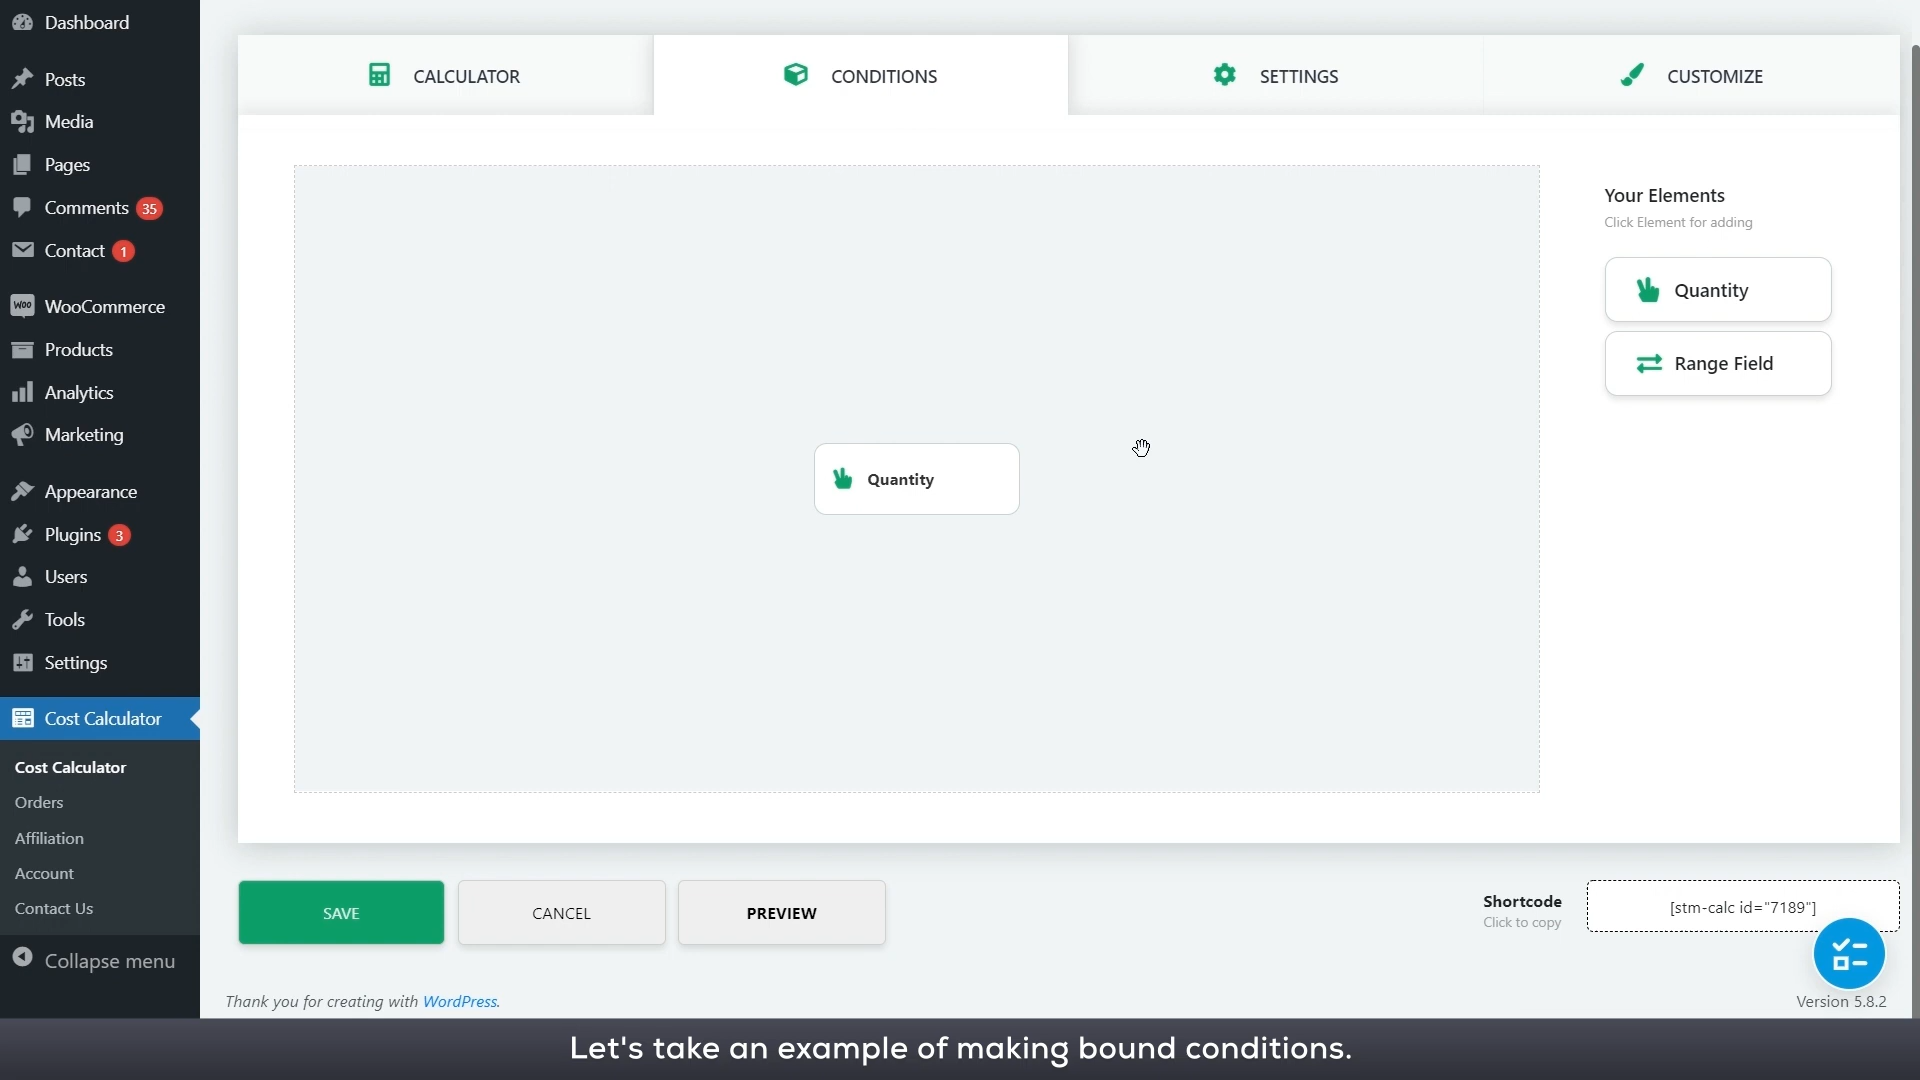 Dashboard
Posts
Media
Pages
Comments 35
Contact 1
WooCommerce
Products
Analytics
Marketing
Appearance
Plugins 3
Users
Tools
Settings
Cost Calculator
Cost Calculator
Orders
Affiliation
Account
Contact Us
Collapse menu
CALCULATOR
CONDITIONS
SETTINGS
CUSTOMIZE
Quantity
Your Elements
Click Element for adding
Quantity
Range Field
SAVE
CANCEL
PREVIEW
Shortcode
Click to copy
[stm-calc id="7189"]
Thank you for creating with WordPress.
Version 5.8.2
Let's take an example of making bound conditions.